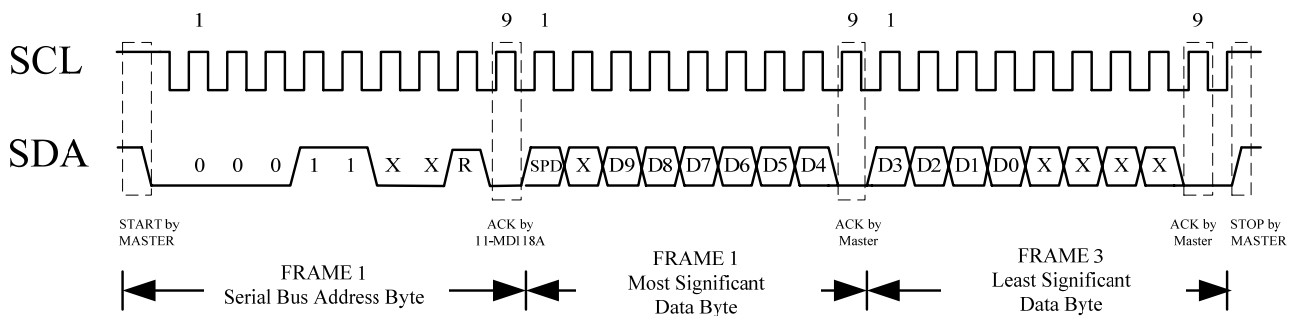 1 9 1 9 1 9
SCL
SDA
0 0 0 1 1 X X R SPD X D9 D8 D7 D6 D5 D4 D3 D2 D1 D0 X X X X
START by
MASTER
ACK by
11-MD118A
ACK by
Master
ACK by
Master
STOP by
MASTER
FRAME 1
Serial Bus Address Byte
FRAME 1
Most Significant
Data Byte
FRAME 3
Least Significant
Data Byte